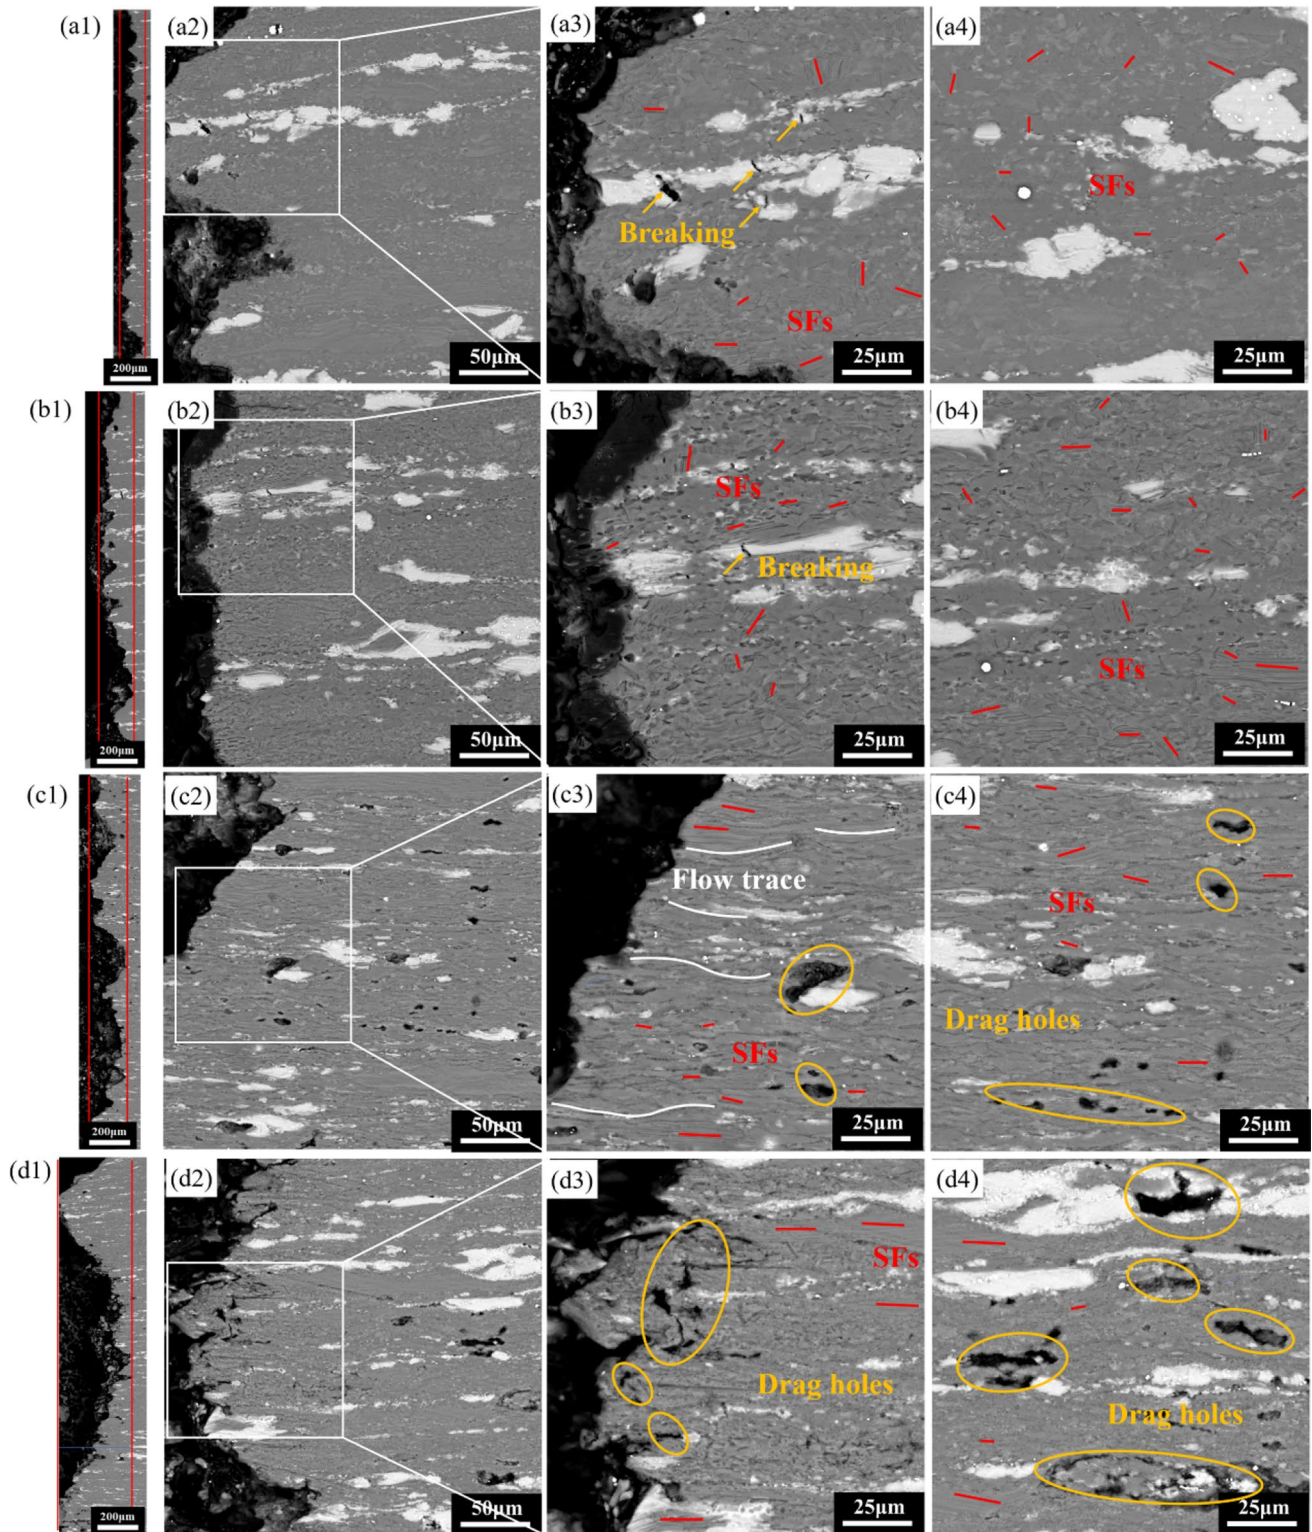 (a1)
(a2)
(a3)
(a4)
Breaking
SFs
SFs
200μm
50μm
25μm
25μm
(b1)
(b2)
(b3)
(b4)
SFs
Breaking
SFs
200μm
50μm
25μm
25μm
(c1)
(c2)
(c3)
(c4)
Flow trace
SFs
Drag holes
SFs
200μm
50μm
25μm
25μm
(d1)
(d2)
(d3)
(d4)
SFs
Drag holes
Drag holes
200μm
50μm
25μm
25μm